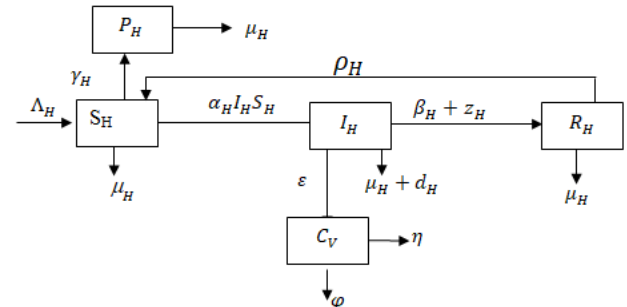 P_H
μ_H
γ_H
ρ_H
Λ_H
S_H
α_H I_H S_H
I_H
β_H + z_H
R_H
μ_H
ε
μ_H + d_H
μ_H
C_V
η
φ